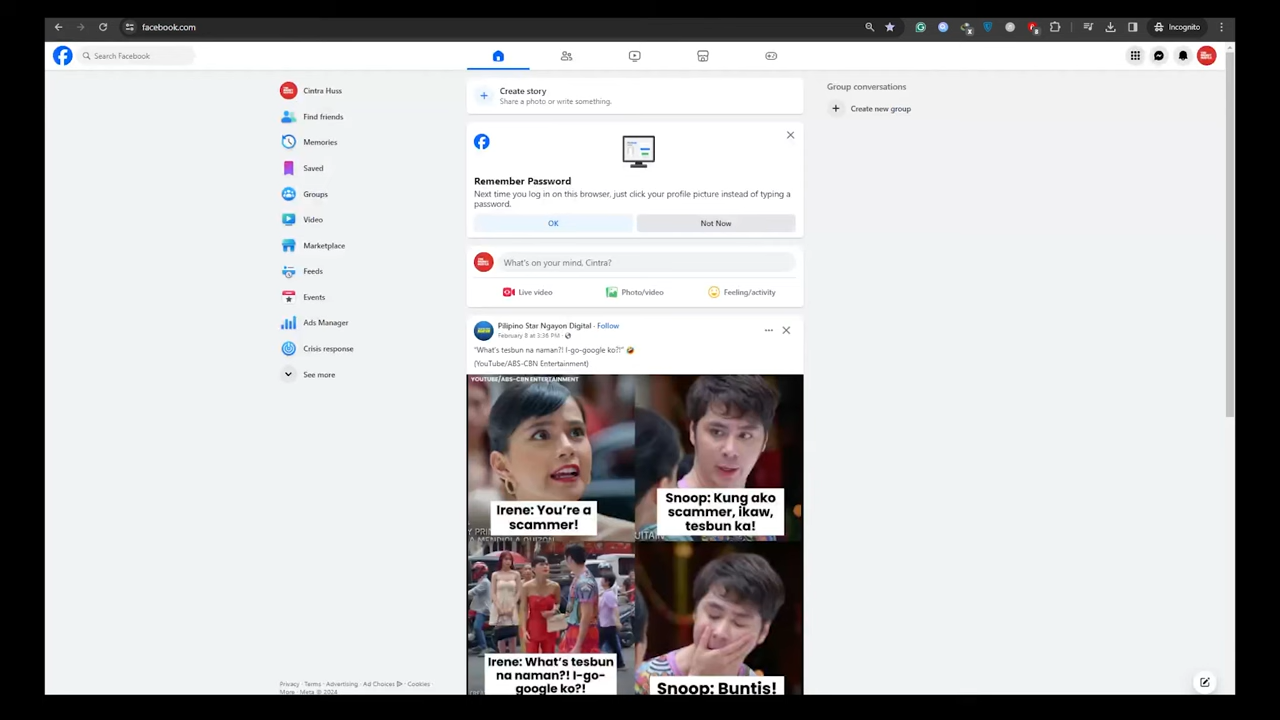 facebook.com
Incognito
Search Facebook
Cintra Huss
Find friends
Memories
Saved
Groups
Video
Marketplace
Feeds
Events
Ads Manager
Crisis response
See more
Privacy · Terms · Advertising · Ad Choices · Cookies ·
More · Meta © 2024
Create story
Share a photo or write something.
Remember Password
Next time you log in on this browser, just click your profile picture instead of typing a
password.
OK
Not Now
What's on your mind, Cintra?
Live video
Photo/video
Feeling/activity
Pilipino Star Ngayon Digital · Follow
February 8 at 3:38 PM ·
"What's tesbun na naman?! I-go-google ko?!" 🤣
(YouTube/ABS-CBN Entertainment)
YOUTUBE/ABS-CBN ENTERTAINMENT
Irene: You're a
scammer!
Snoop: Kung ako
scammer, ikaw,
tesbun ka!
Irene: What's tesbun
na naman?! I-go-
google ko?!
Snoop: Buntis!
Group conversations
Create new group